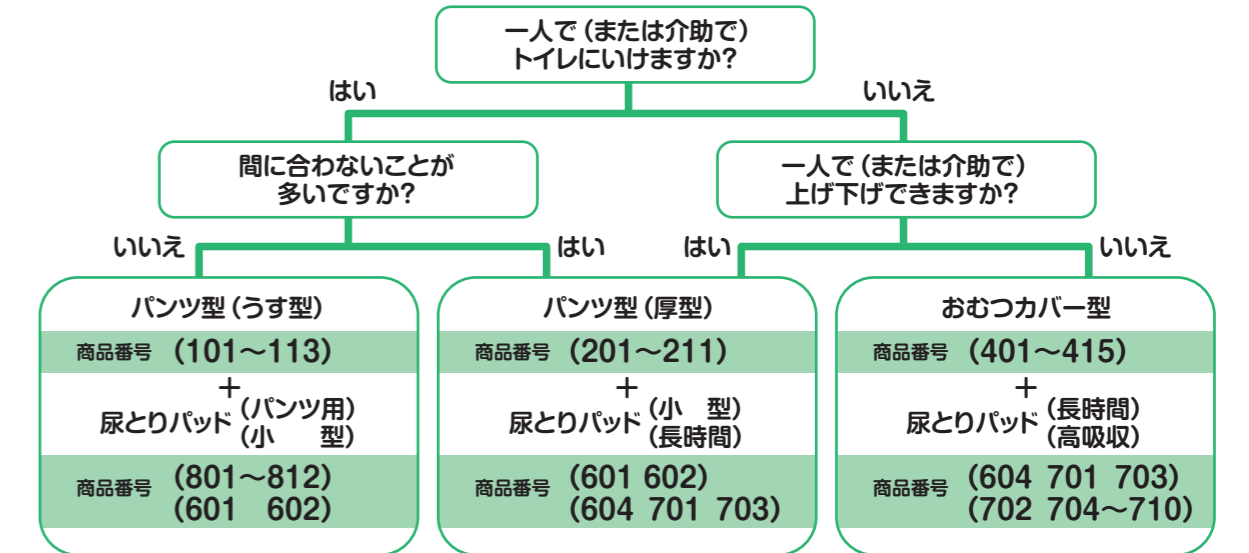 一人で(または介助で)
トイレにいけますか?
はい
いいえ
間に合わないことが
多いですか?
一人で(または介助で)
上げ下げできますか?
いいえ
はい
はい
いいえ
パンツ型(うす型)
商品番号 (101〜113)
+
尿とりパッド (パンツ用)
(小 型)
商品番号 (801〜812)
(601 602)
パンツ型(厚型)
商品番号 (201〜211)
+
尿とりパッド (小 型)
(長時間)
商品番号 (601 602)
(604 701 703)
おむつカバー型
商品番号 (401〜415)
+
尿とりパッド (長時間)
(高吸収)
商品番号 (604 701 703)
(702 704〜710)